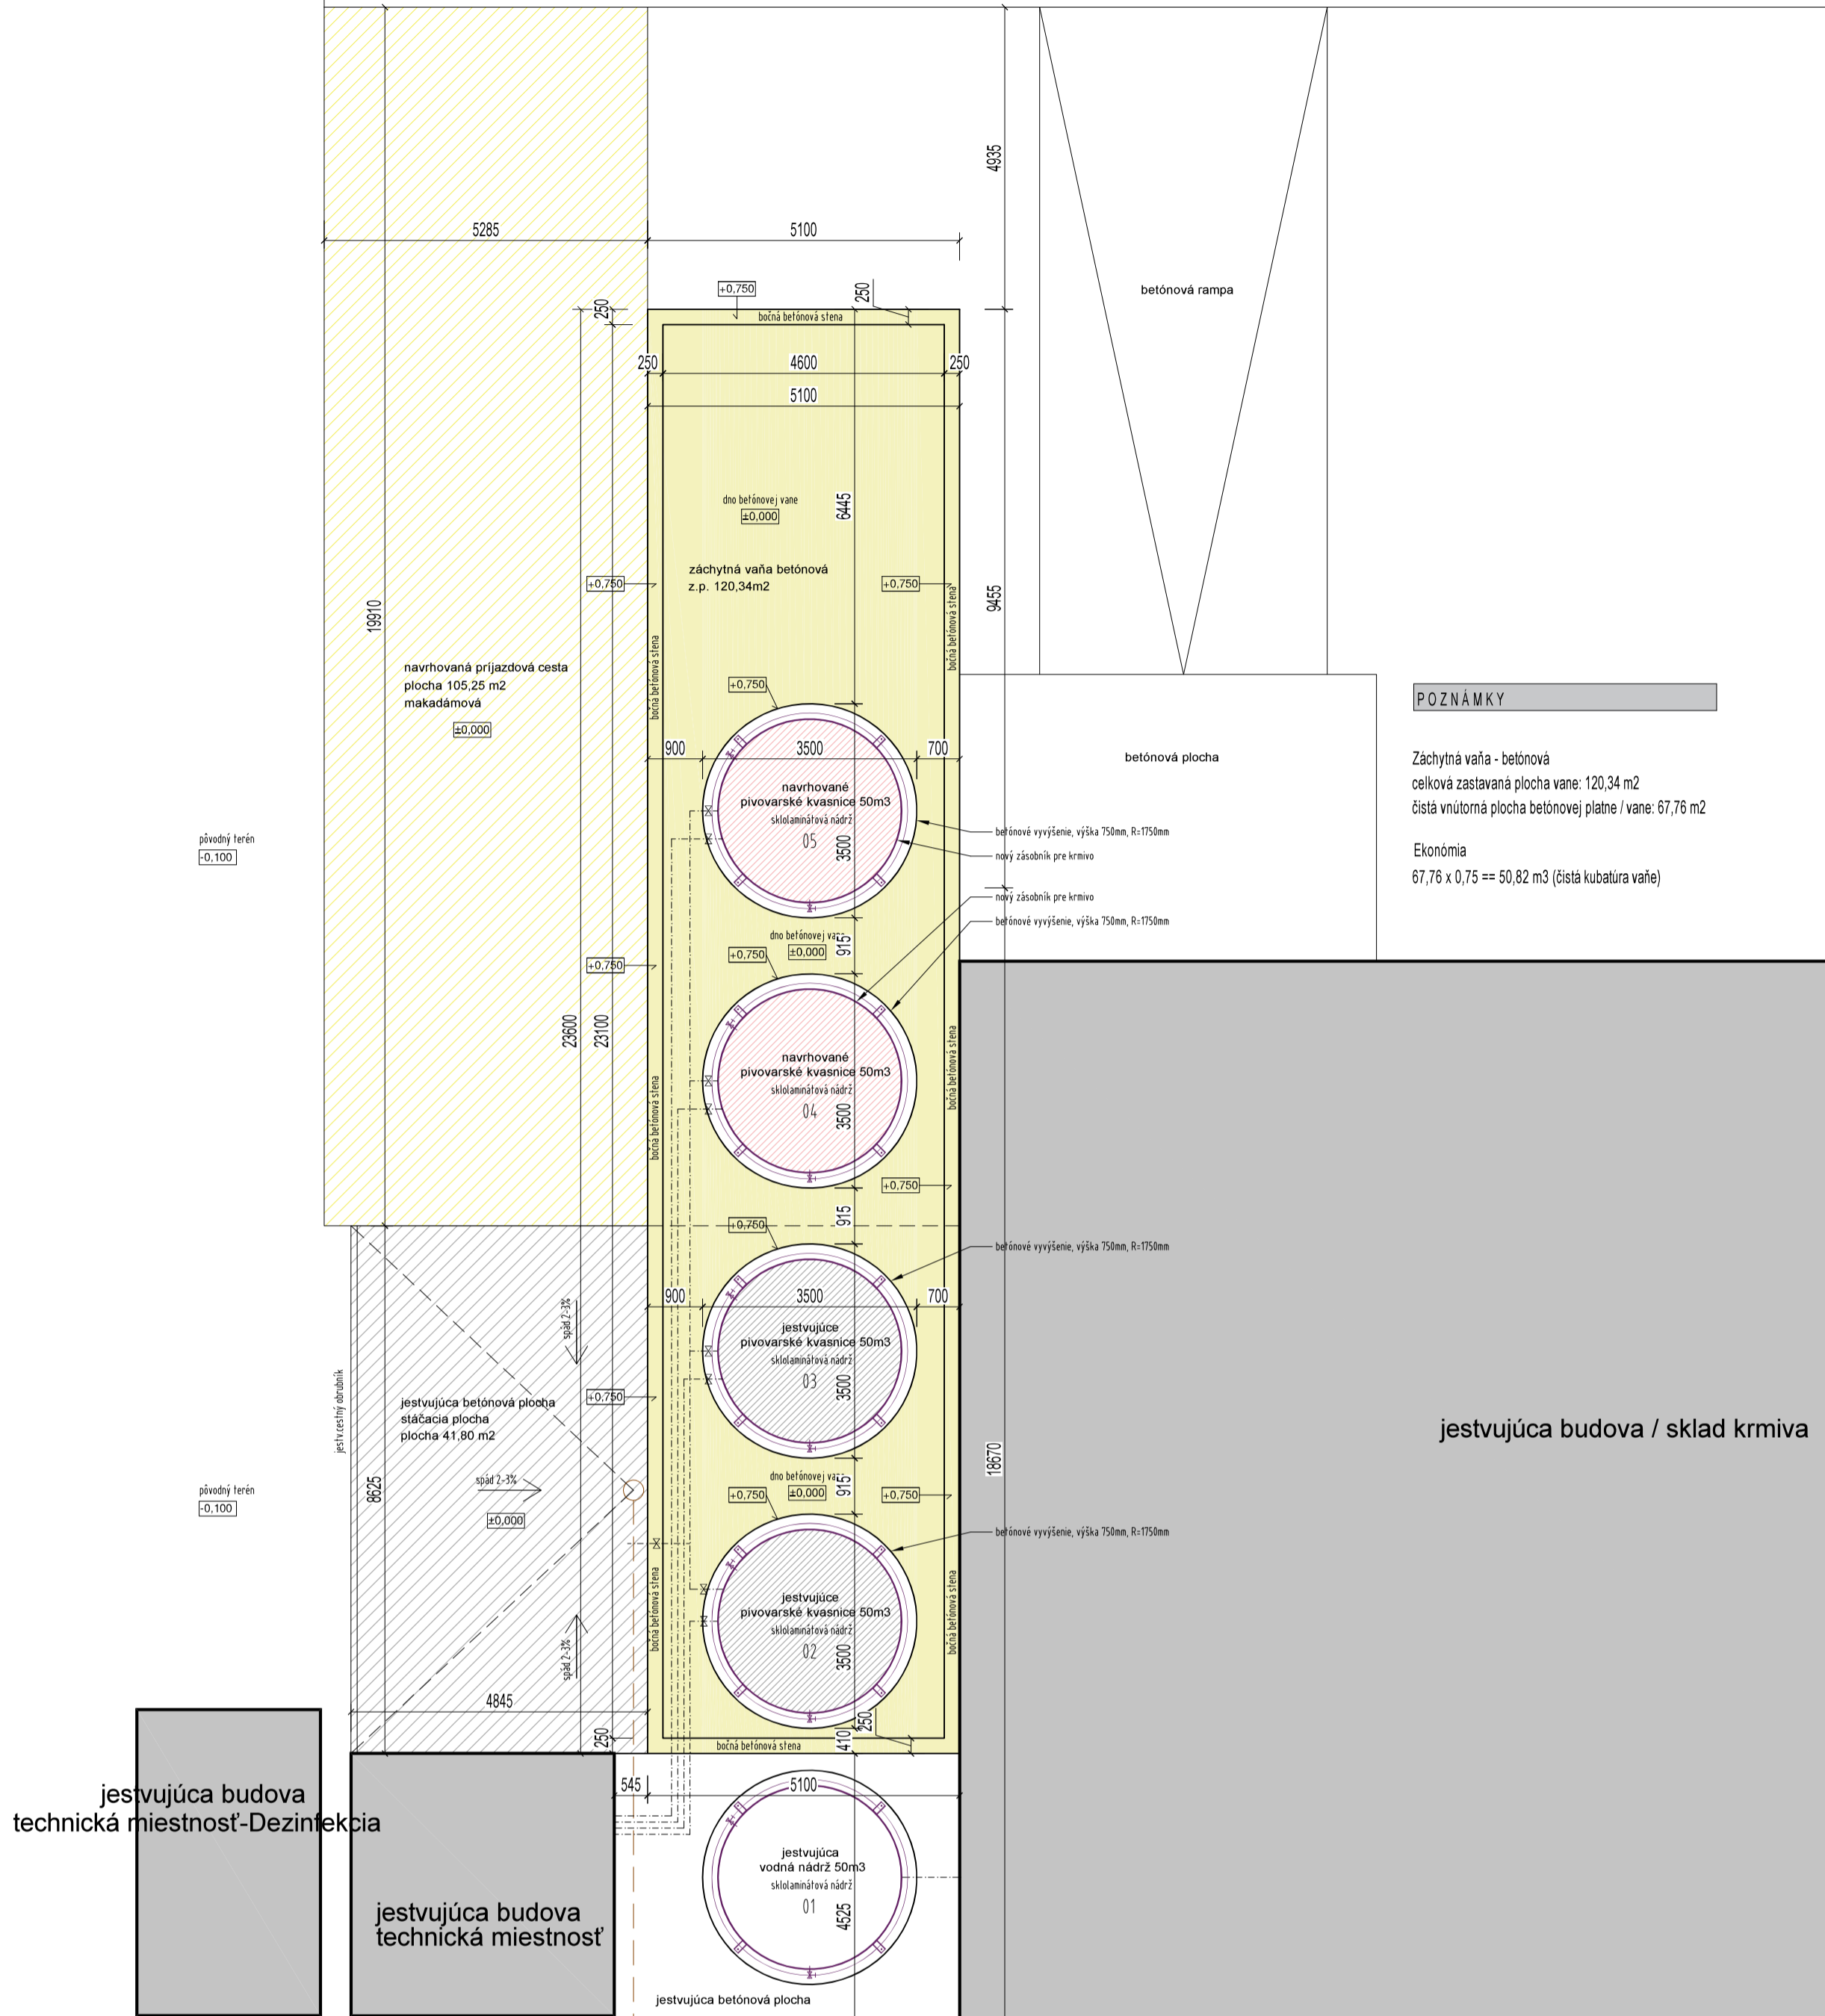 4935
5285
5100
+0,750
250
250
bočná betónová stena
betónová rampa
250
4600
250
5100
dno betónovej vane
±0,000
6445
záchytná vaňa betónová
z.p. 120,34m2
+0,750
+0,750
9455
19910
bočná betónová stena
bočná betónová stena
navrhovaná príjazdová cesta
plocha 105,25 m2
makadámová
±0,000
+0,750
POZNÁMKY
900
3500
700
betónová plocha
Záchytná vaňa - betónová
celková zastavaná plocha vane: 120,34 m2
čistá vnútorná plocha betónovej platne / vane: 67,76 m2
Ekonómia
67,76 x 0,75 == 50,82 m3 (čistá kubatúra vaňe)
navrhované
pivovarské kvasnice 50m3
sklolaminátová nádrž
05
3500
pôvodný terén
-0,100
betónové vyvýšenie, výška 750mm, R=1750mm
nový zásobník pre krmivo
nový zásobník pre krmivo
betónové vyvýšenie, výška 750mm, R=1750mm
dno betónovej vane
±0,000
915
+0,750
+0,750
23600
23100
bočná betónová stena
bočná betónová stena
navrhované
pivovarské kvasnice 50m3
sklolaminátová nádrž
04
3500
+0,750
915
+0,750
betónové vyvýšenie, výška 750mm, R=1750mm
900
3500
700
spád 2-3%
jestvujúce
pivovarské kvasnice 50m3
sklolaminátová nádrž
03
3500
+0,750
jestv.cestný obrubník
jestvujúca betónová plocha
stáčacia plocha
plocha 41,80 m2
jestvujúca budova / sklad krmiva
18670
8625
spád 2-3%
±0,000
pôvodný terén
-0,100
dno betónovej vane
±0,000
915
+0,750
+0,750
betónové vyvýšenie, výška 750mm, R=1750mm
bočná betónová stena
bočná betónová stena
jestvujúce
pivovarské kvasnice 50m3
sklolaminátová nádrž
02
3500
spád 2-3%
4845
250
410
250
bočná betónová stena
545
5100
jestvujúca budova
technická miestnosť-Dezinfekcia
jestvujúca
vodná nádrž 50m3
sklolaminátová nádrž
01
4525
jestvujúca budova
technická miestnosť
jestvujúca betónová plocha